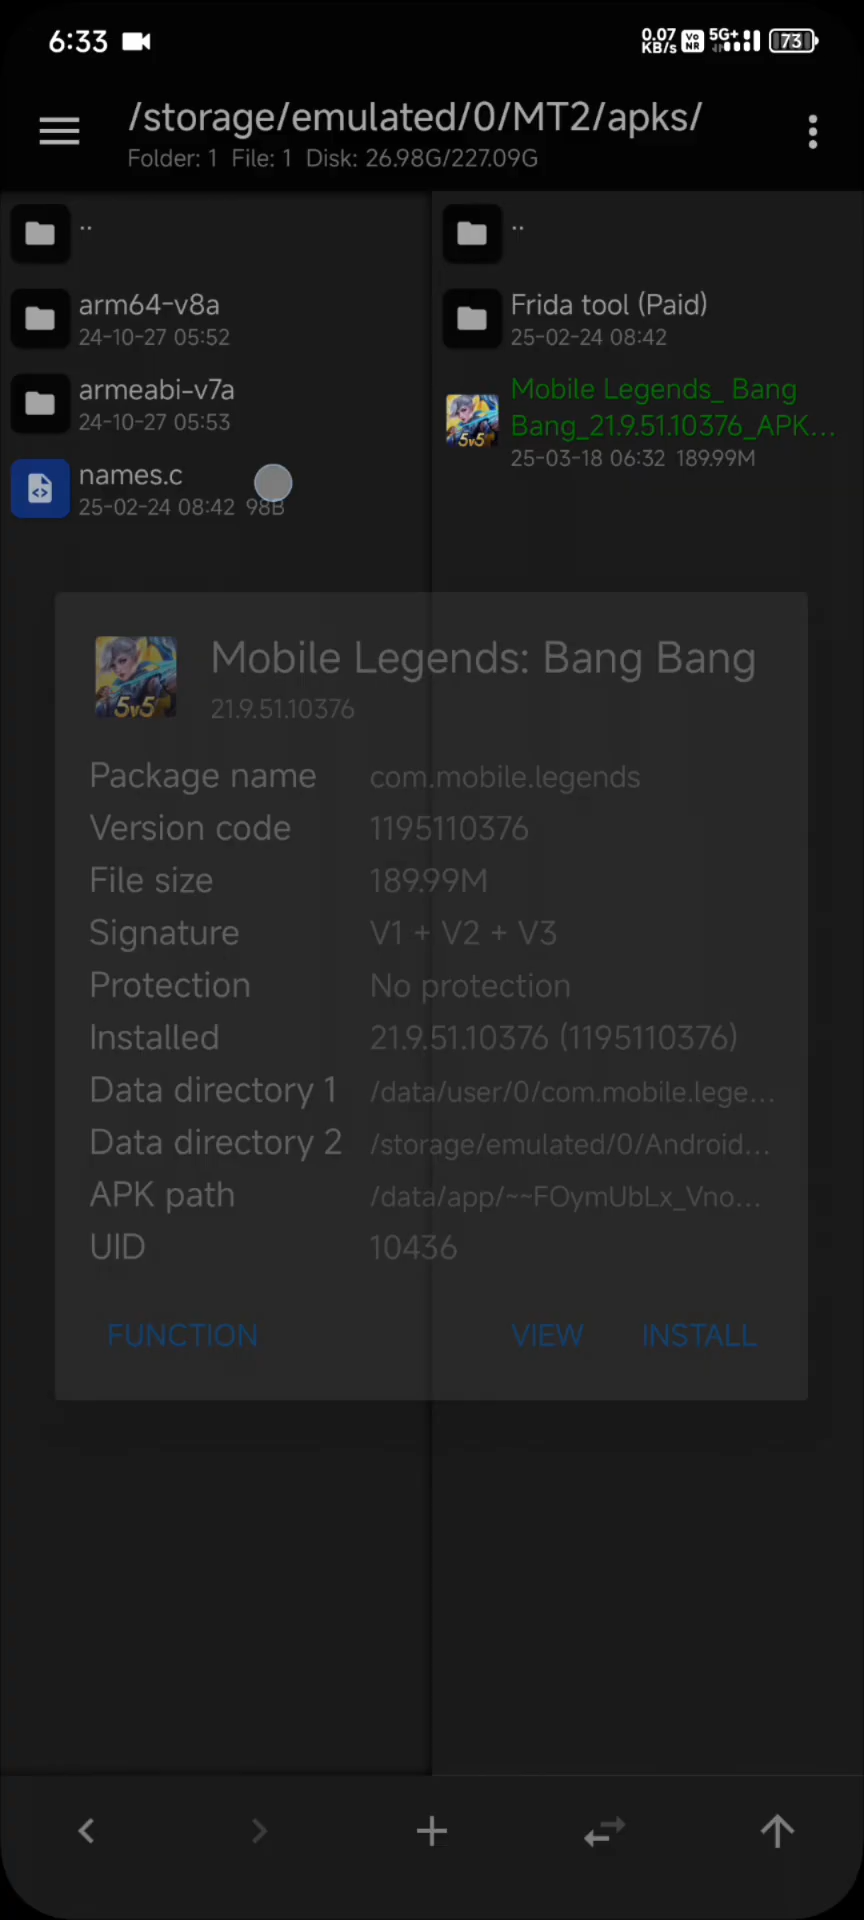 6:33
0.07 KB/s Vo NR 5G+ 73
/storage/emulated/0/MT2/apks/
Folder: 1 File: 1 Disk: 26.98G/227.09G
..
arm64-v8a
24-10-27 05:52
armeabi-v7a
24-10-27 05:53
names.c
25-02-24 08:42 98B
..
Frida tool (Paid)
25-02-24 08:42
Mobile Legends_ Bang
Bang_21.9.51.10376_APK...
25-03-18 06:32 189.99M
5v5
5v5
Mobile Legends: Bang Bang
21.9.51.10376
Package name com.mobile.legends
Version code 1195110376
File size 189.99M
Signature V1 + V2 + V3
Protection No protection
Installed 21.9.51.10376 (1195110376)
Data directory 1 /data/user/0/com.mobile.lege...
Data directory 2 /storage/emulated/0/Android...
APK path /data/app/~~FOymUbLx_Vno...
UID 10436
FUNCTION VIEW INSTALL